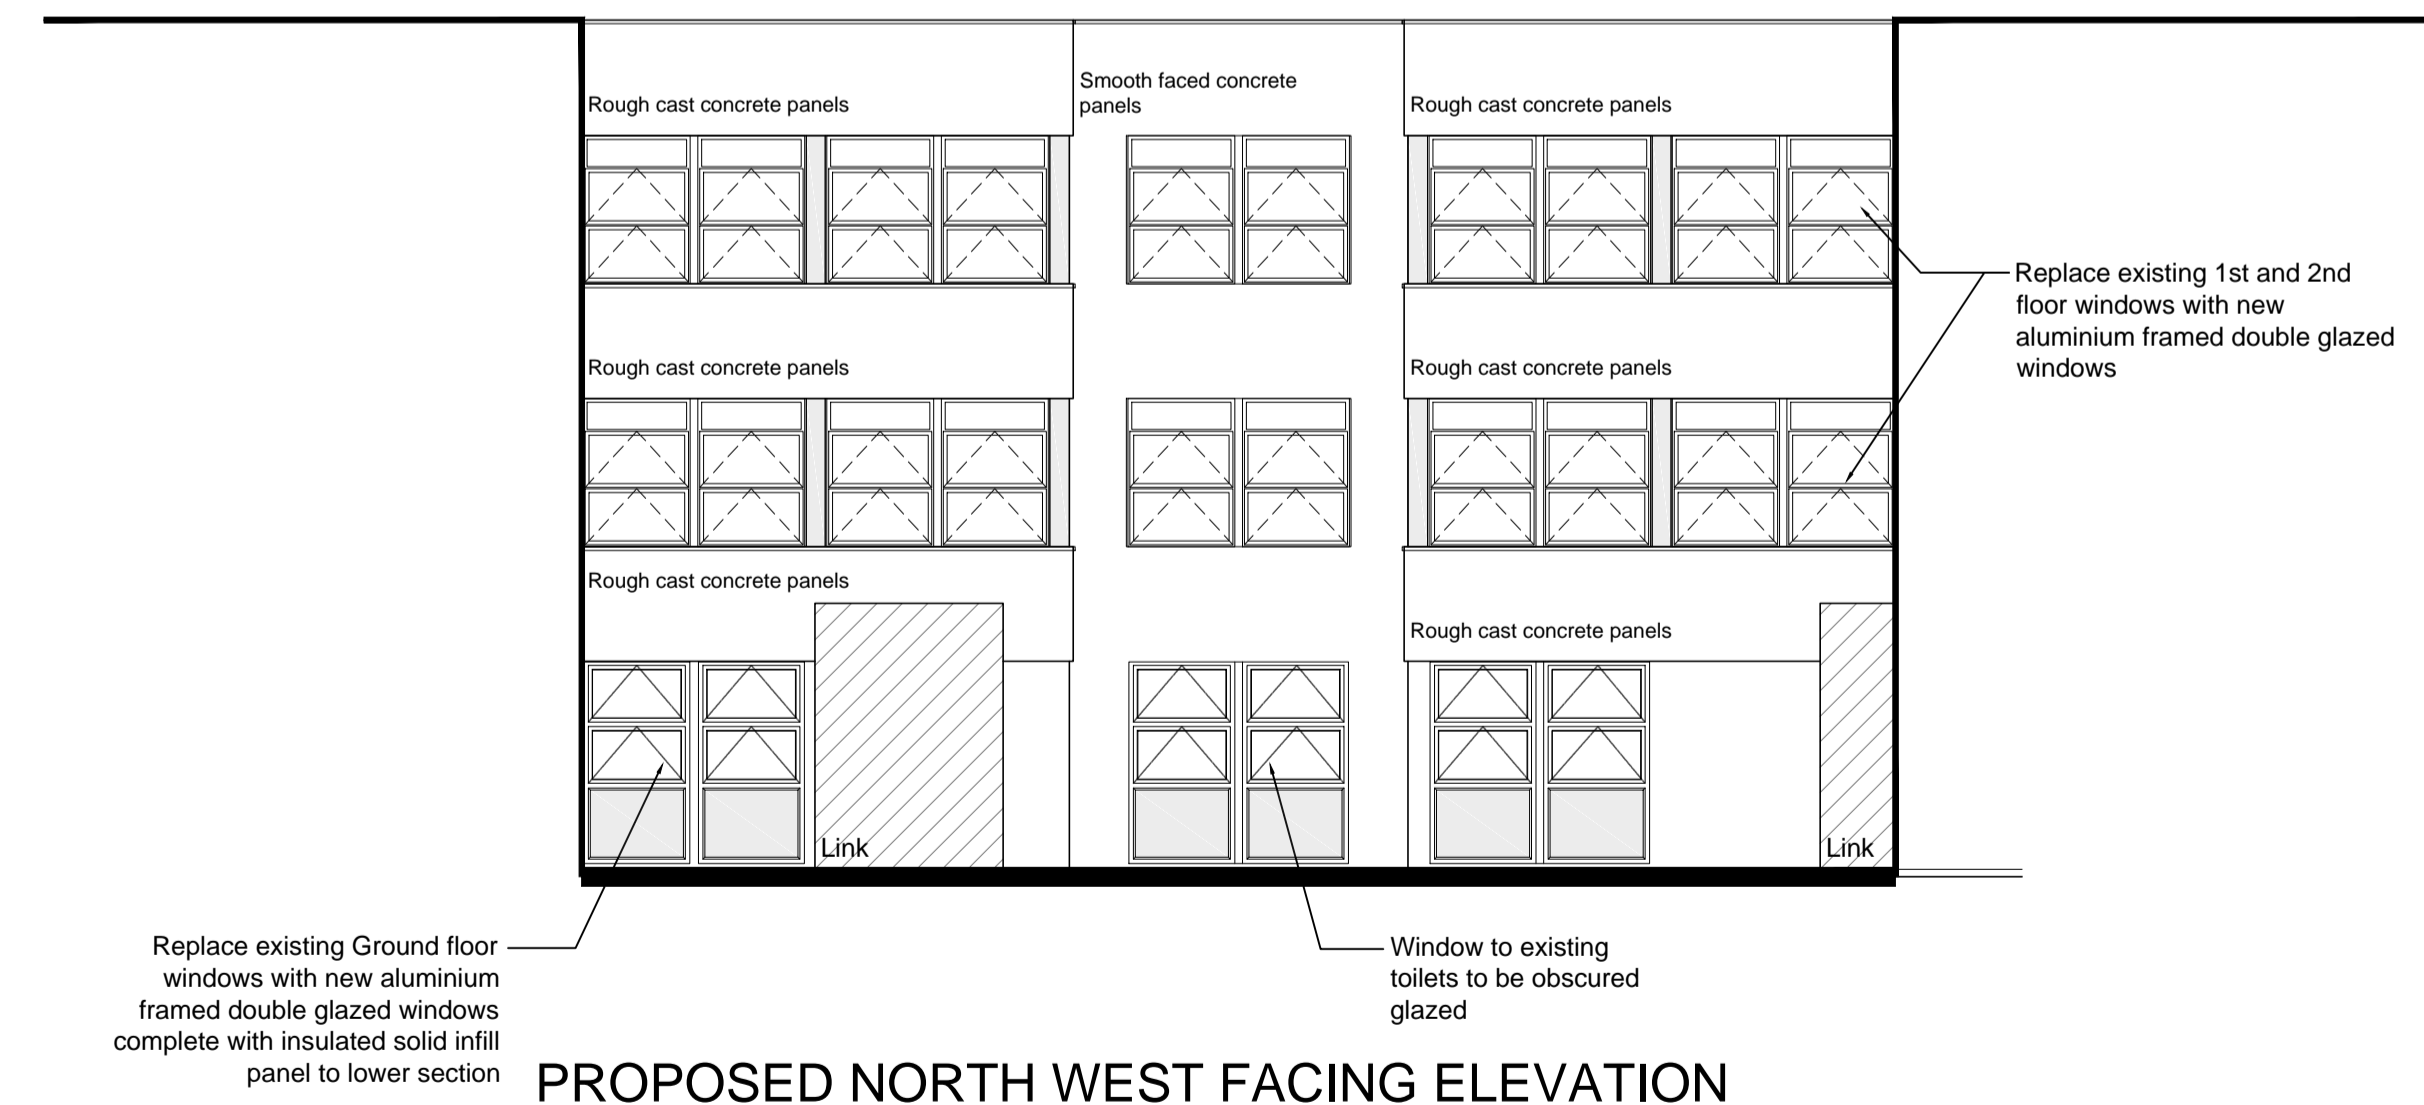 Smooth faced concrete
panels
Rough cast concrete panels
Rough cast concrete panels
Replace existing 1st and 2nd
floor windows with new
aluminium framed double glazed
windows
Rough cast concrete panels
Rough cast concrete panels
Rough cast concrete panels
Rough cast concrete panels
Link
Link
Replace existing Ground floor
windows with new aluminium
framed double glazed windows
complete with insulated solid infill
panel to lower section
Window to existing
toilets to be obscured
glazed
PROPOSED NORTH WEST FACING ELEVATION